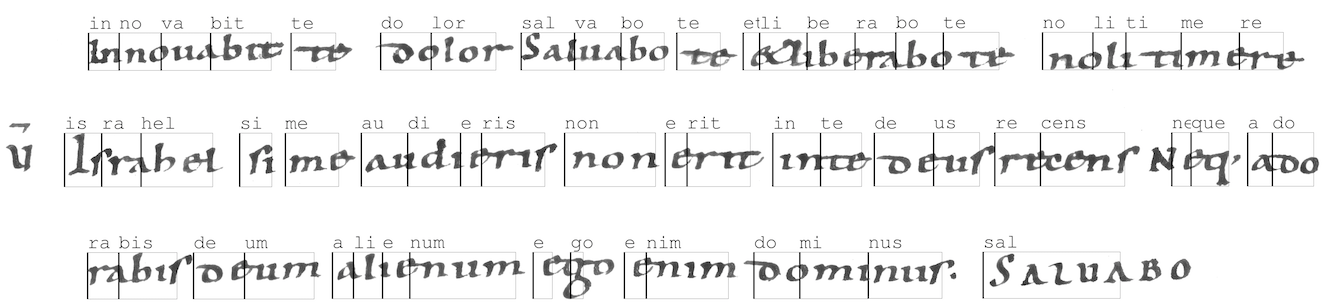 in no va bit te do lor sal va bo te et li be ra bo te no li ti me re
Innouabit te dolor Saluabo te &liberabo te noli timere
is ra hel si me au di e ris non e rit in te de us re cens ne que a do
ū Israhel si me audieris non erit inte deus recens Neq, ado
ra bis de um a li e num e go e nim do mi nus sal
rabis deum alienum ego enim dominus. SALUABO